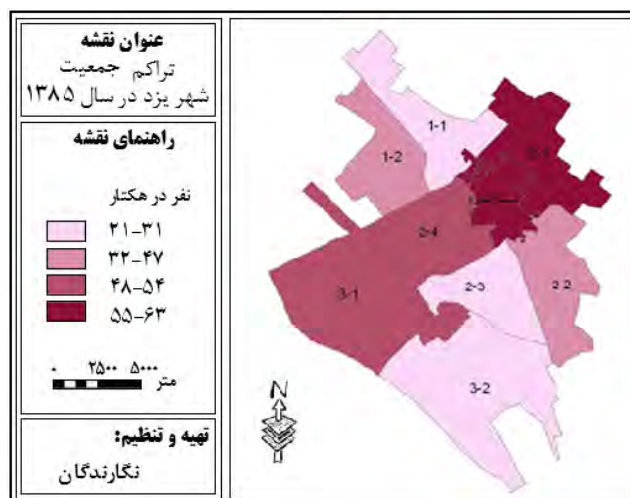 عنوان نقشه
تراکم جمعیت
شهر یزد در سال ۱۳۸۵
راهنمای نقشه
نفر در هکتار
۲۱-۳۱
۳۲-۴۷
۴۸-۵۴
۵۵-۶۳
۰ ۲۵۰۰ ۵۰۰۰
متر
تهیه و تنظیم:
نگارندگان
1-1
1-2
2-4
3-1
2-3
2-2
3-2
N